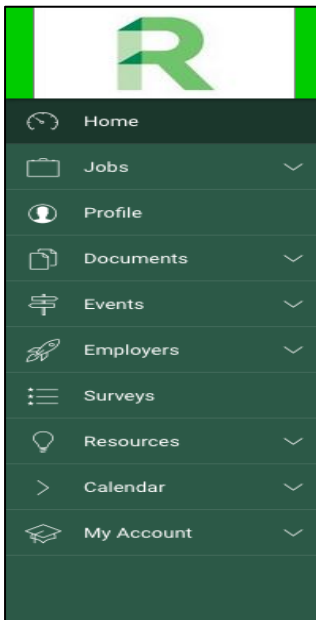 R
Home
Jobs
Profile
Documents
Events
Employers
Surveys
Resources
Calendar
My Account